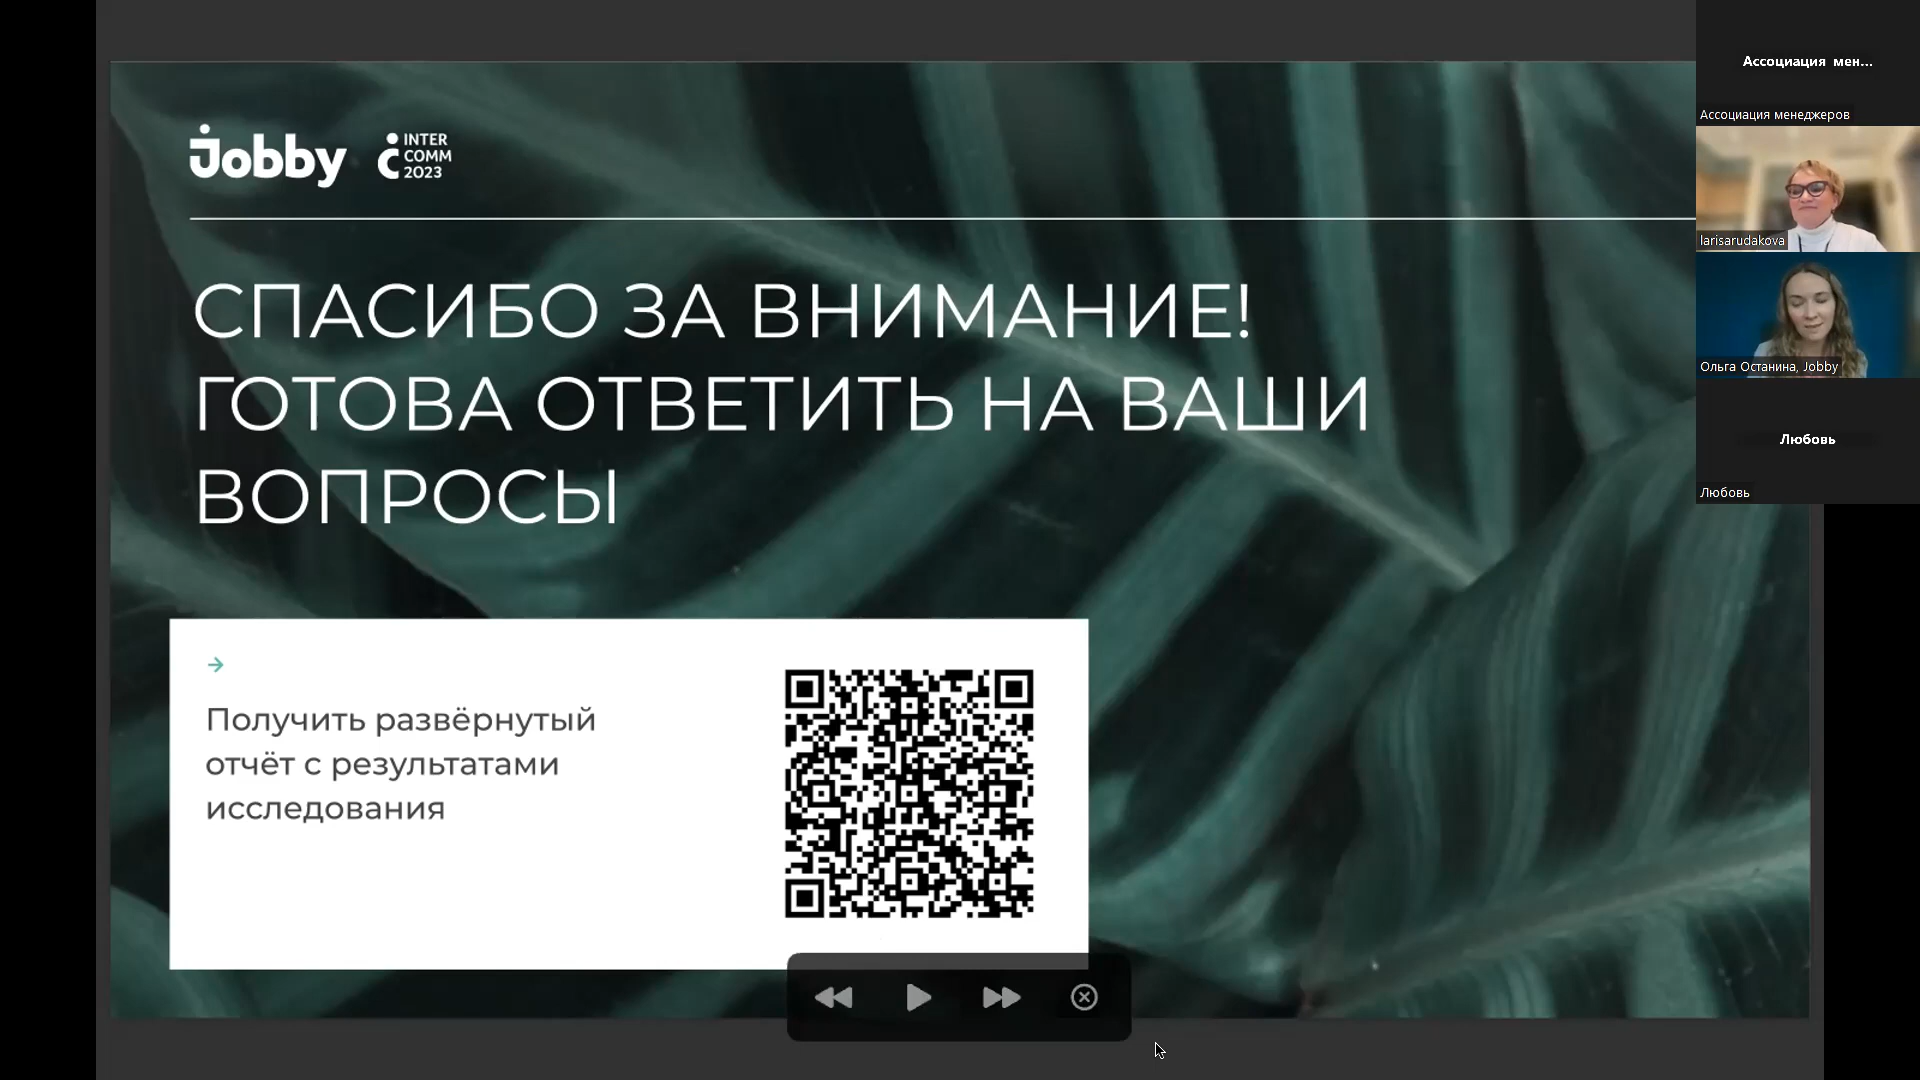 Jobby
INTER
COMM
2023
СПАСИБО ЗА ВНИМАНИЕ!
ГОТОВА ОТВЕТИТЬ НА ВАШИ
ВОПРОСЫ
Получить развёрнутый
отчёт с результатами
исследования
Ассоциация мен...
Ассоциация менеджеров
larisarudakova
Ольга Останина, Jobby
Любовь
Любовь